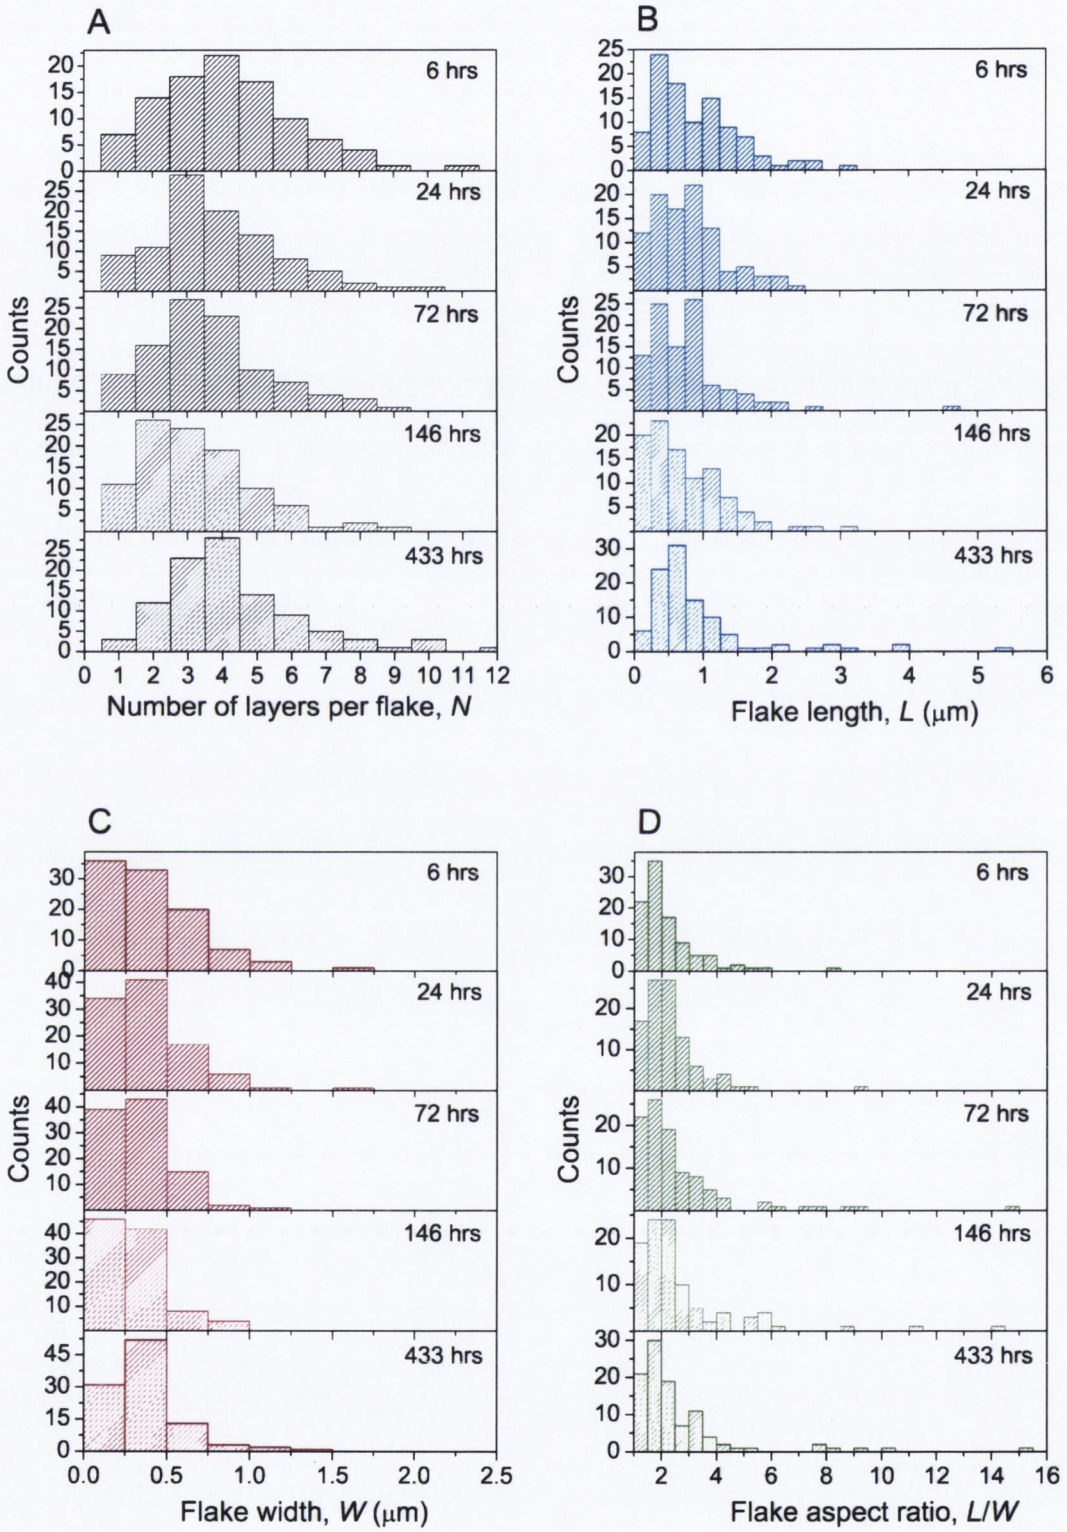 A
20
15
10
5
0
6 hrs
25
20
15
10
5
24 hrs
25
20
15
10
5
72 hrs
25
20
15
10
5
146 hrs
25
20
15
10
5
0
433 hrs
Counts
0 1 2 3 4 5 6 7 8 9 10 11 12
Number of layers per flake, N
B
25
20
15
10
5
0
6 hrs
20
15
10
5
24 hrs
25
20
15
10
5
72 hrs
20
15
10
5
146 hrs
30
20
10
0
433 hrs
Counts
0 1 2 3 4 5 6
Flake length, L (μm)
C
30
20
10
0
6 hrs
40
30
20
10
24 hrs
40
30
20
10
72 hrs
40
30
20
10
146 hrs
45
30
15
0
433 hrs
Counts
0.0 0.5 1.0 1.5 2.0 2.5
Flake width, W (μm)
D
30
20
10
0
6 hrs
20
10
24 hrs
20
10
72 hrs
20
10
146 hrs
30
20
10
0
433 hrs
Counts
2 4 6 8 10 12 14 16
Flake aspect ratio, L/W